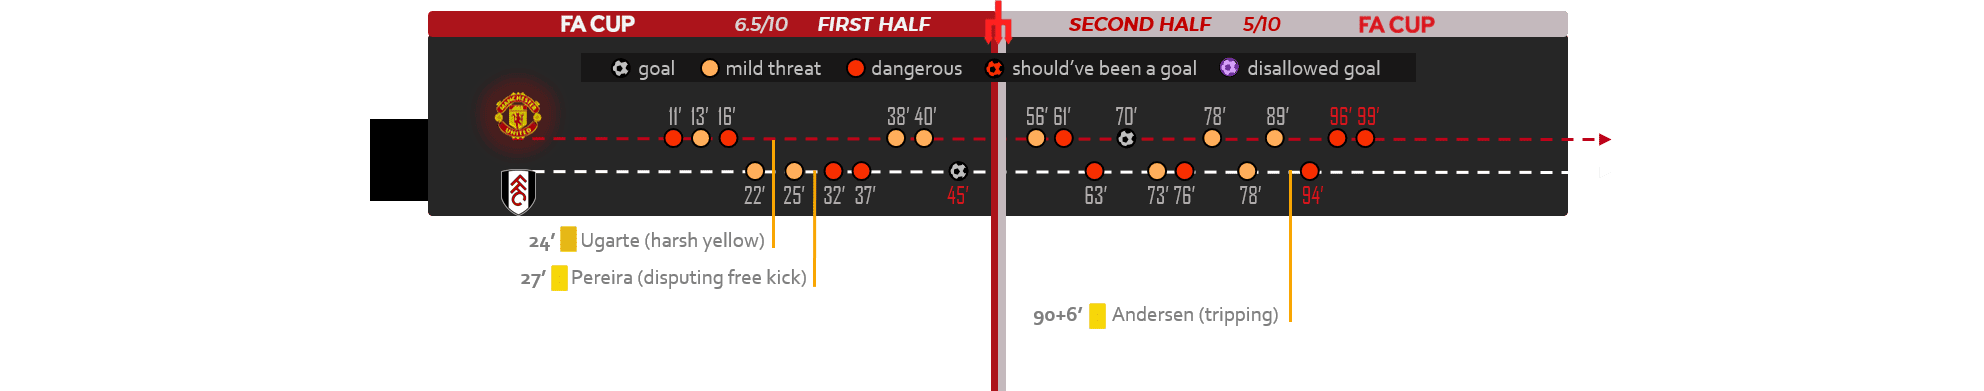 FA CUP 6.5/10 FIRST HALF SECOND HALF 5/10 FA CUP
goal mild threat dangerous should've been a goal disallowed goal
11' 13' 16' 38' 40' 56' 61' 70' 78' 89' 96' 99'
MANCHESTER UNITED
22' 25' 32' 37' 45' 63' 73' 76' 78' 94'
24' Ugarte (harsh yellow)
27' Pereira (disputing free kick)
90+6' Andersen (tripping)